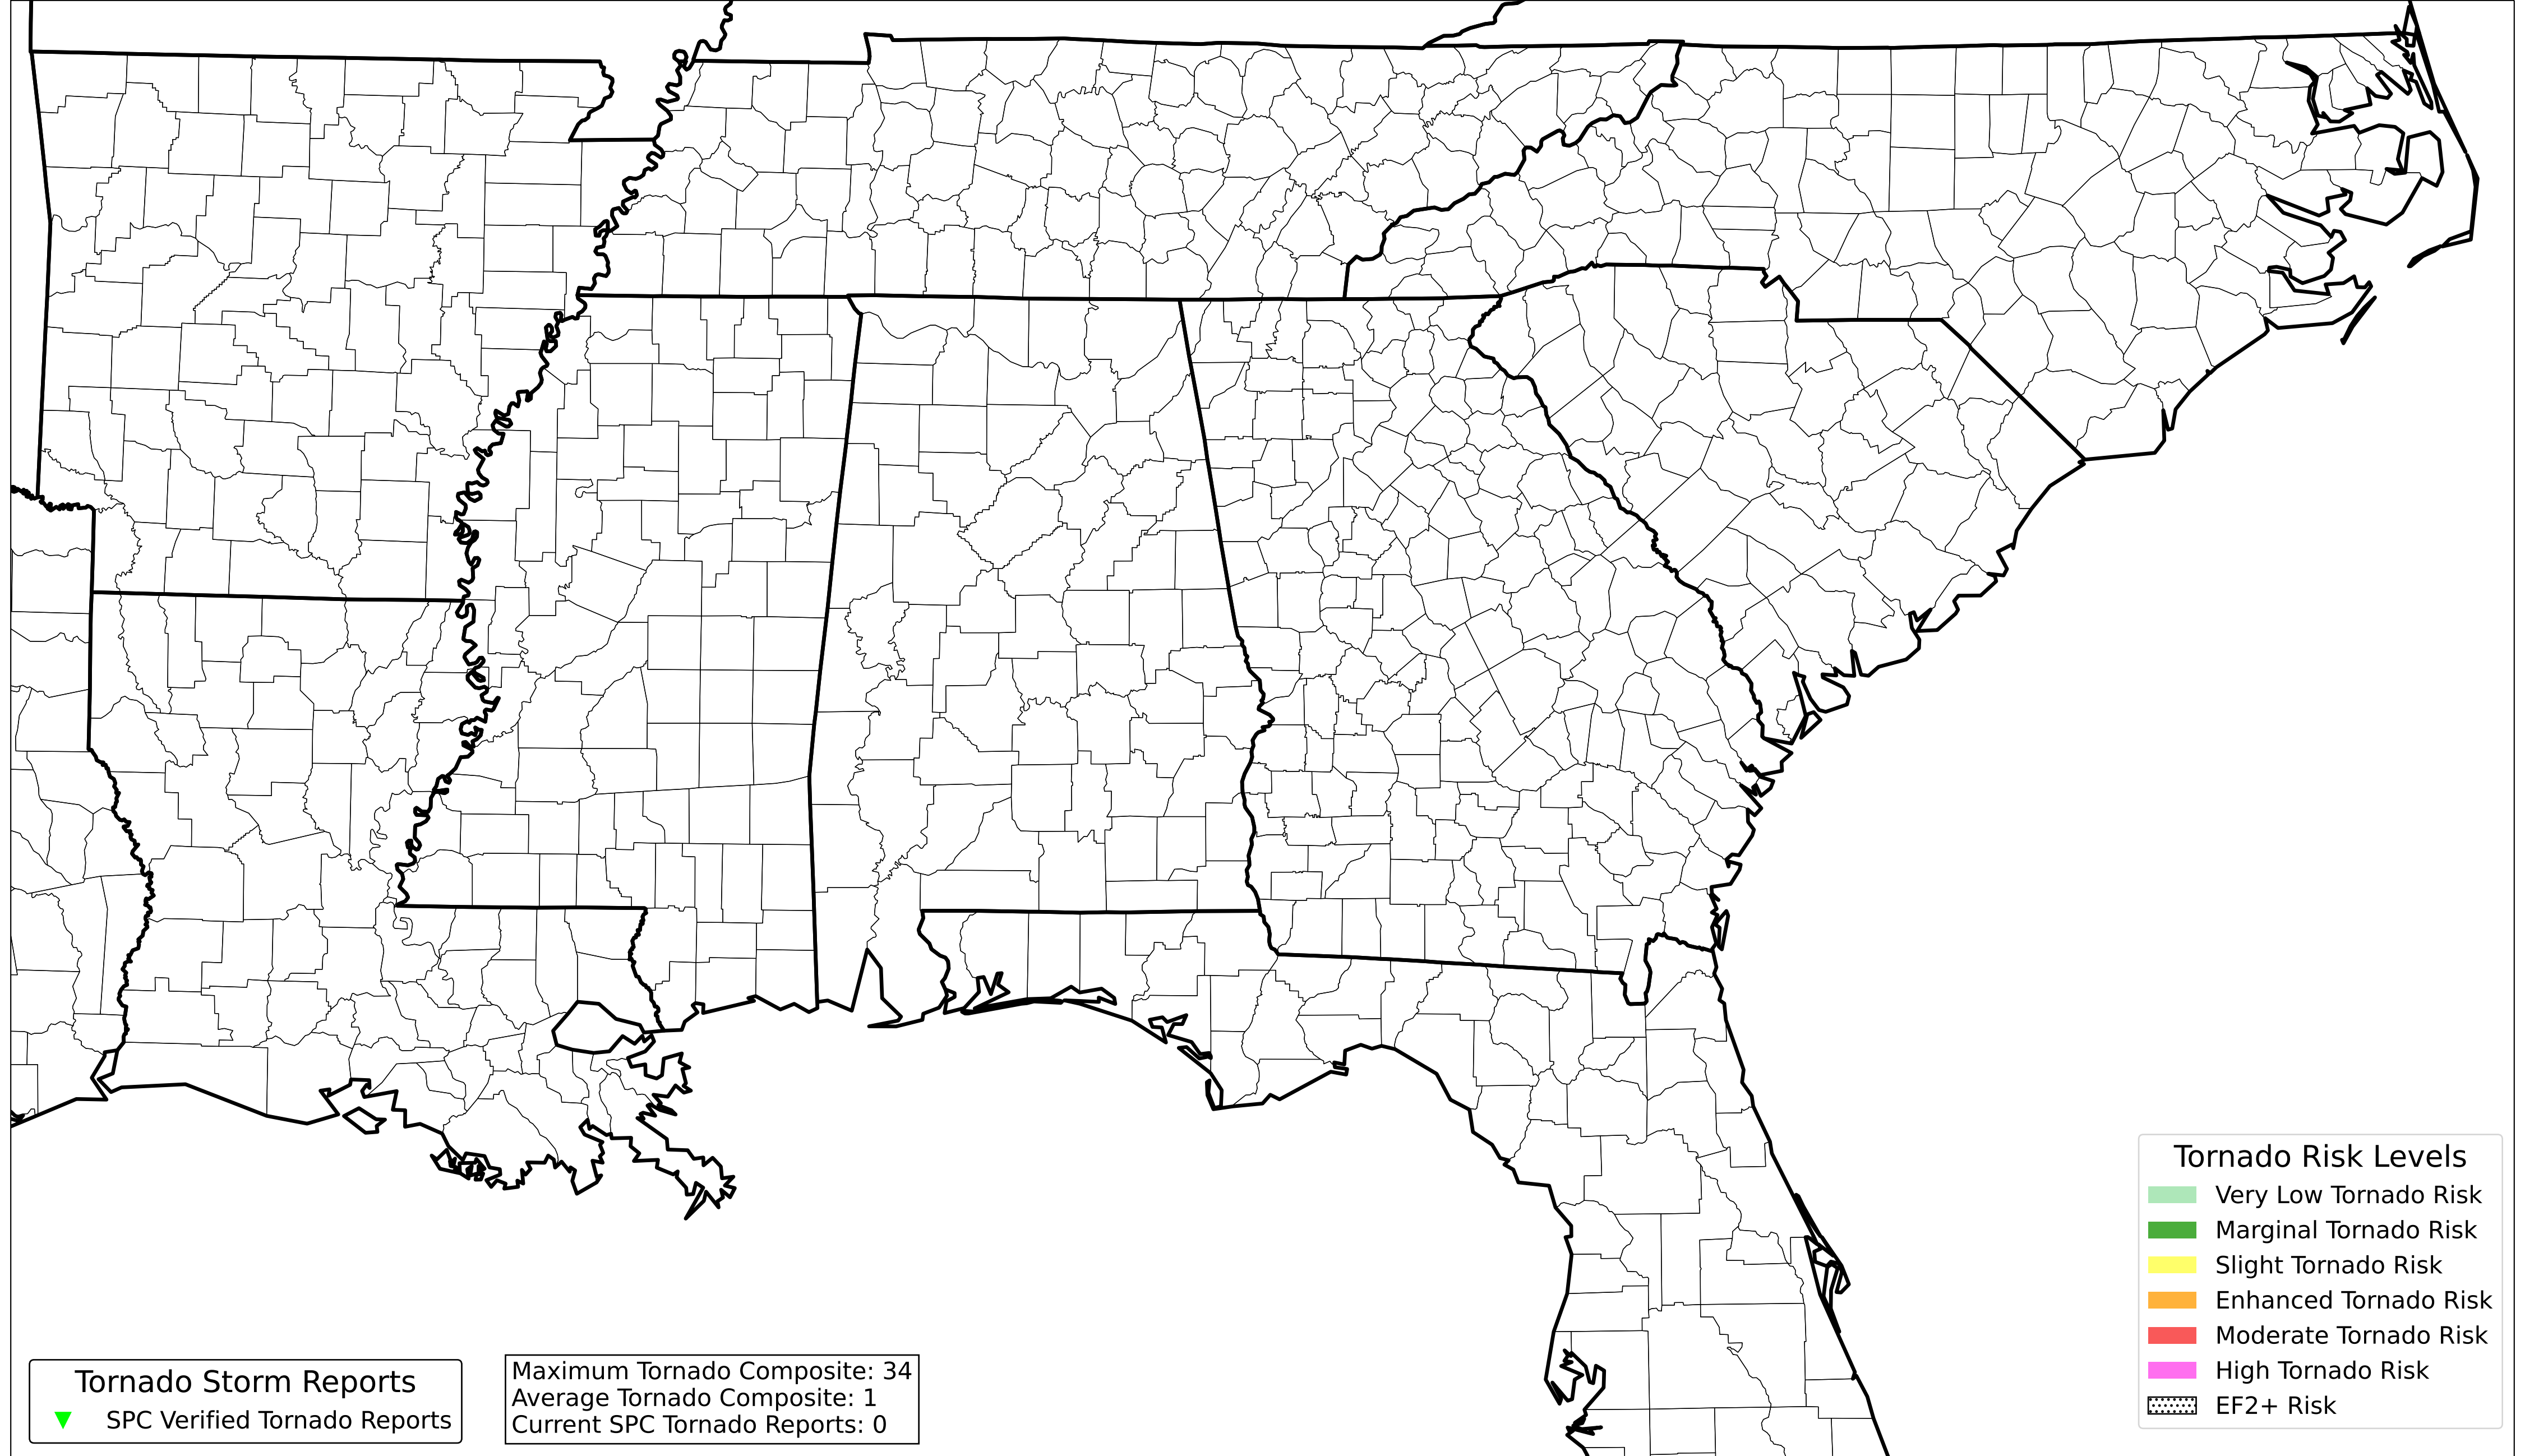 Tornado Risk Levels
Very Low Tornado Risk
Marginal Tornado Risk
Slight Tornado Risk
Enhanced Tornado Risk
Moderate Tornado Risk
High Tornado Risk
EF2+ Risk
Tornado Storm Reports
SPC Verified Tornado Reports
Maximum Tornado Composite: 34
Average Tornado Composite: 1
Current SPC Tornado Reports: 0